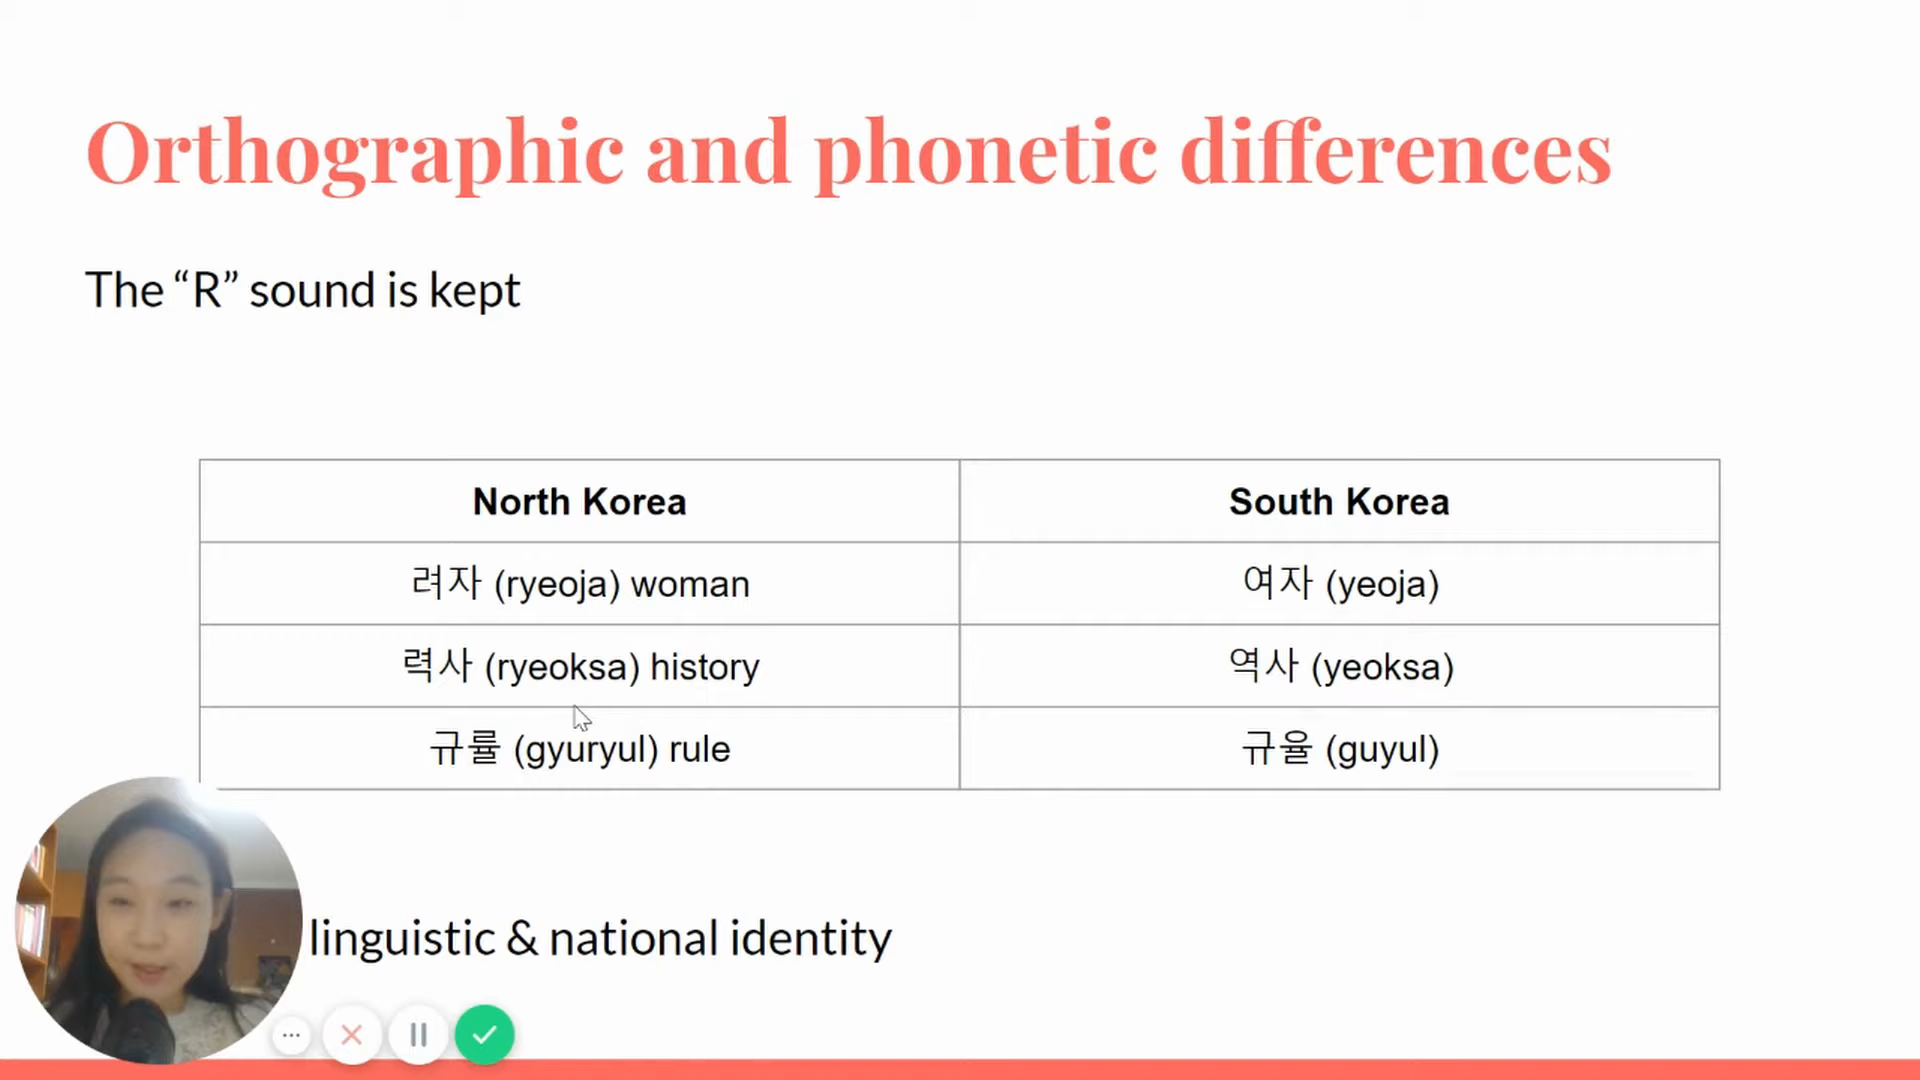 Orthographic and phonetic differences
The “R” sound is kept
North Korea
South Korea
려자 (ryeoja) woman
여자 (yeoja)
력사 (ryeoksa) history
역사 (yeoksa)
규률 (gyuryul) rule
규율 (guyul)
linguistic & national identity